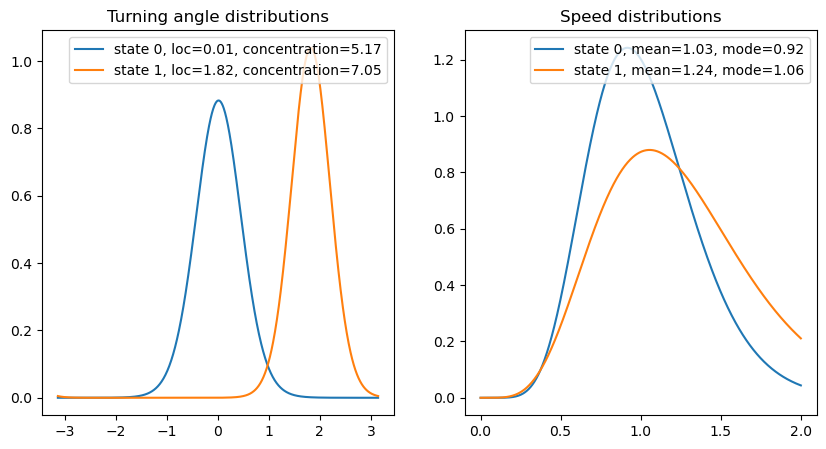 Turning angle distributions
state 0, loc=0.01, concentration=5.17
state 1, loc=1.82, concentration=7.05
1.0
0.8
0.6
0.4
0.2
0.0
−3 −2 −1 0 1 2 3
Speed distributions
state 0, mean=1.03, mode=0.92
state 1, mean=1.24, mode=1.06
1.2
1.0
0.8
0.6
0.4
0.2
0.0
0.0 0.5 1.0 1.5 2.0